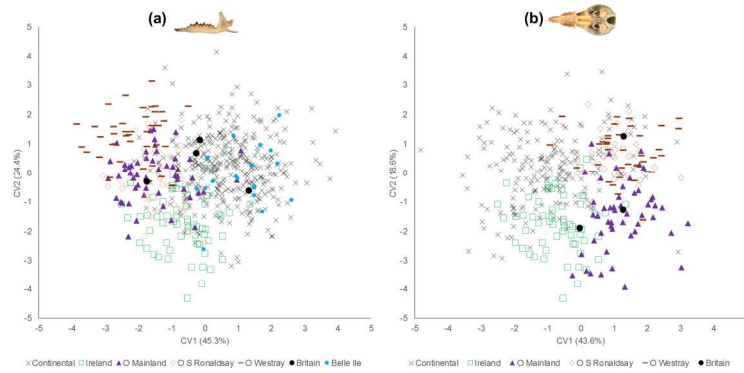 (a)
5
4
3
2
1
0
-1
-2
-3
-4
-5
CV2 (24.4%)
-5 -4 -3 -2 -1 0 1 2 3 4 5
CV1 (45.3%)
Continental Ireland O Mainland O S Ronaldsay O Westray Britain Belle Ile
(b)
5
4
3
2
1
0
-1
-2
-3
-4
-5
CV2 (18.6%)
-5 -4 -3 -2 -1 0 1 2 3 4 5
CV1 (43.6%)
Continental Ireland O Mainland O S Ronaldsay O Westray Britain